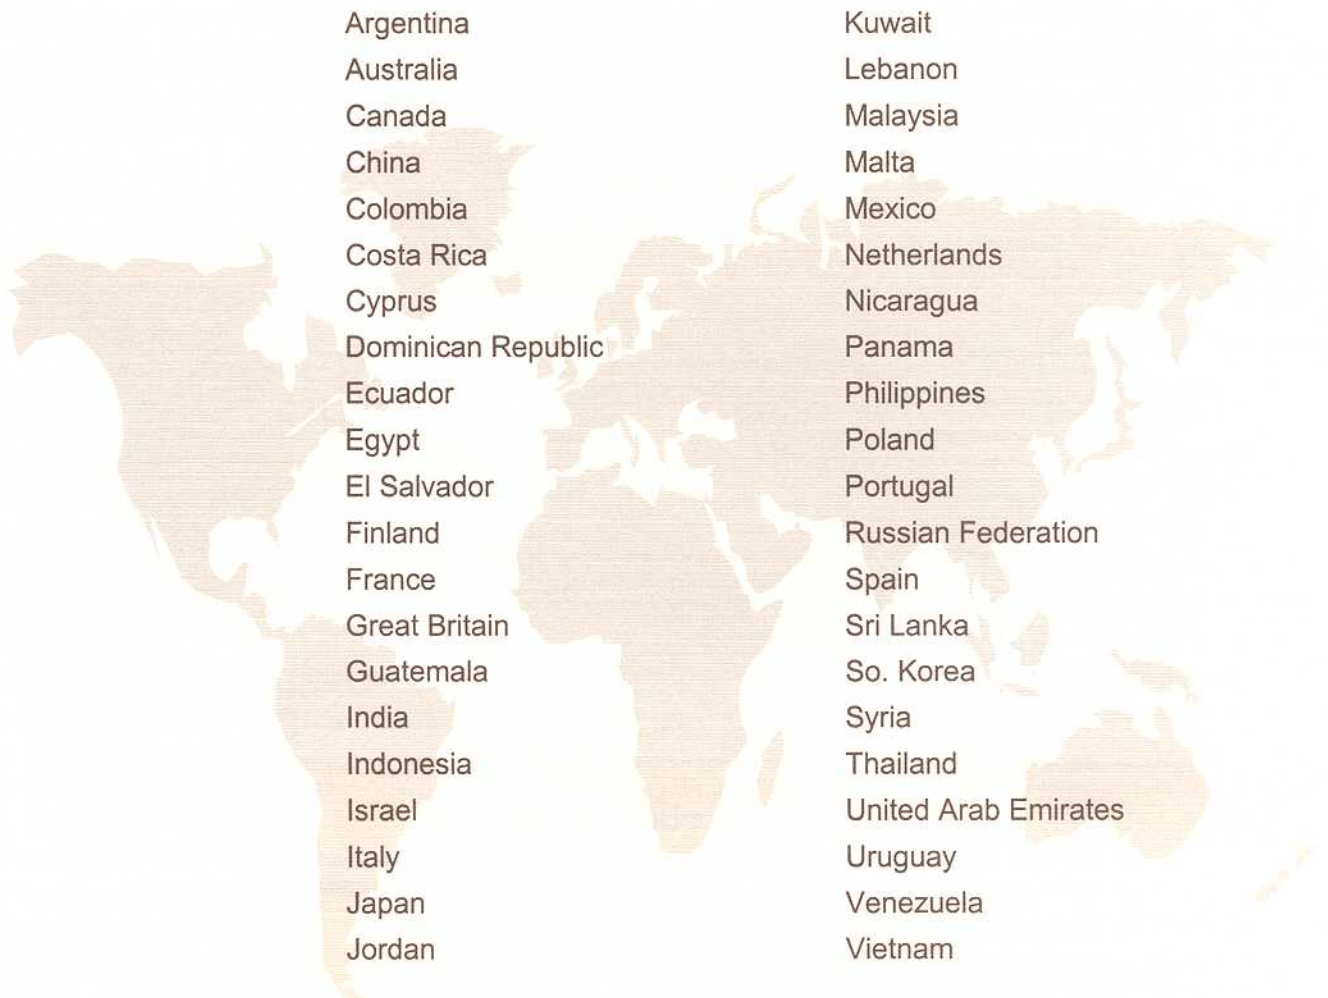 Argentina
Australia
Canada
China
Colombia
Costa Rica
Cyprus
Dominican Republic
Ecuador
Egypt
El Salvador
Finland
France
Great Britain
Guatemala
India
Indonesia
Israel
Italy
Japan
Jordan
Kuwait
Lebanon
Malaysia
Malta
Mexico
Netherlands
Nicaragua
Panama
Philippines
Poland
Portugal
Russian Federation
Spain
Sri Lanka
So. Korea
Syria
Thailand
United Arab Emirates
Uruguay
Venezuela
Vietnam